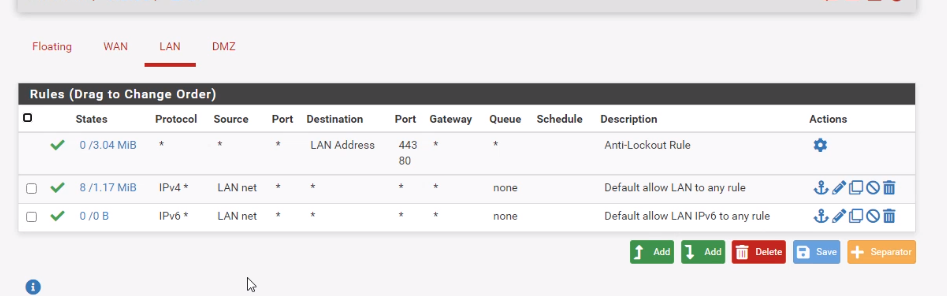 Floating WAN LAN DMZ
Rules (Drag to Change Order)
States Protocol Source Port Destination Port Gateway Queue Schedule Description Actions
0 /3.04 MiB * * * LAN Address 443 * * Anti-Lockout Rule
80
8 /1.17 MiB IPv4 * LAN net * * * * none Default allow LAN to any rule
0 /0 B IPv6 * LAN net * * * * none Default allow LAN IPv6 to any rule
Add Add Delete Save Separator